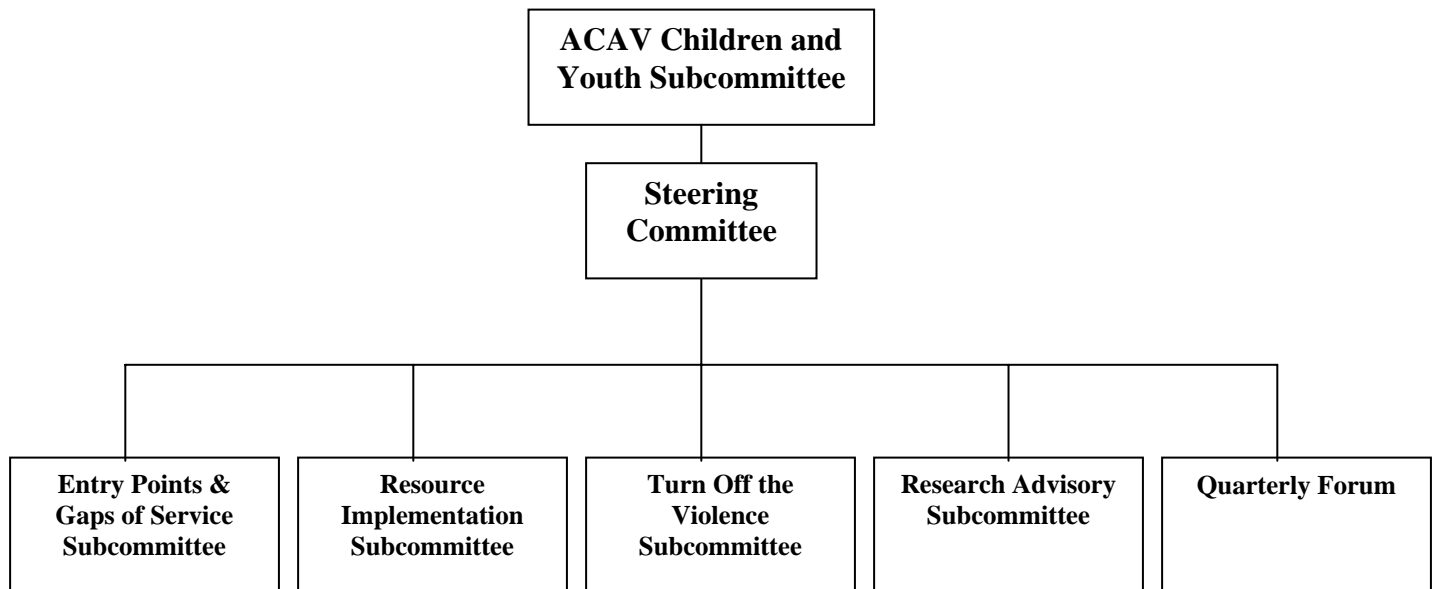 ACAV Children and
Youth Subcommittee
Steering
Committee
Entry Points &
Gaps of Service
Subcommittee
Resource
Implementation
Subcommittee
Turn Off the
Violence
Subcommittee
Research Advisory
Subcommittee
Quarterly Forum